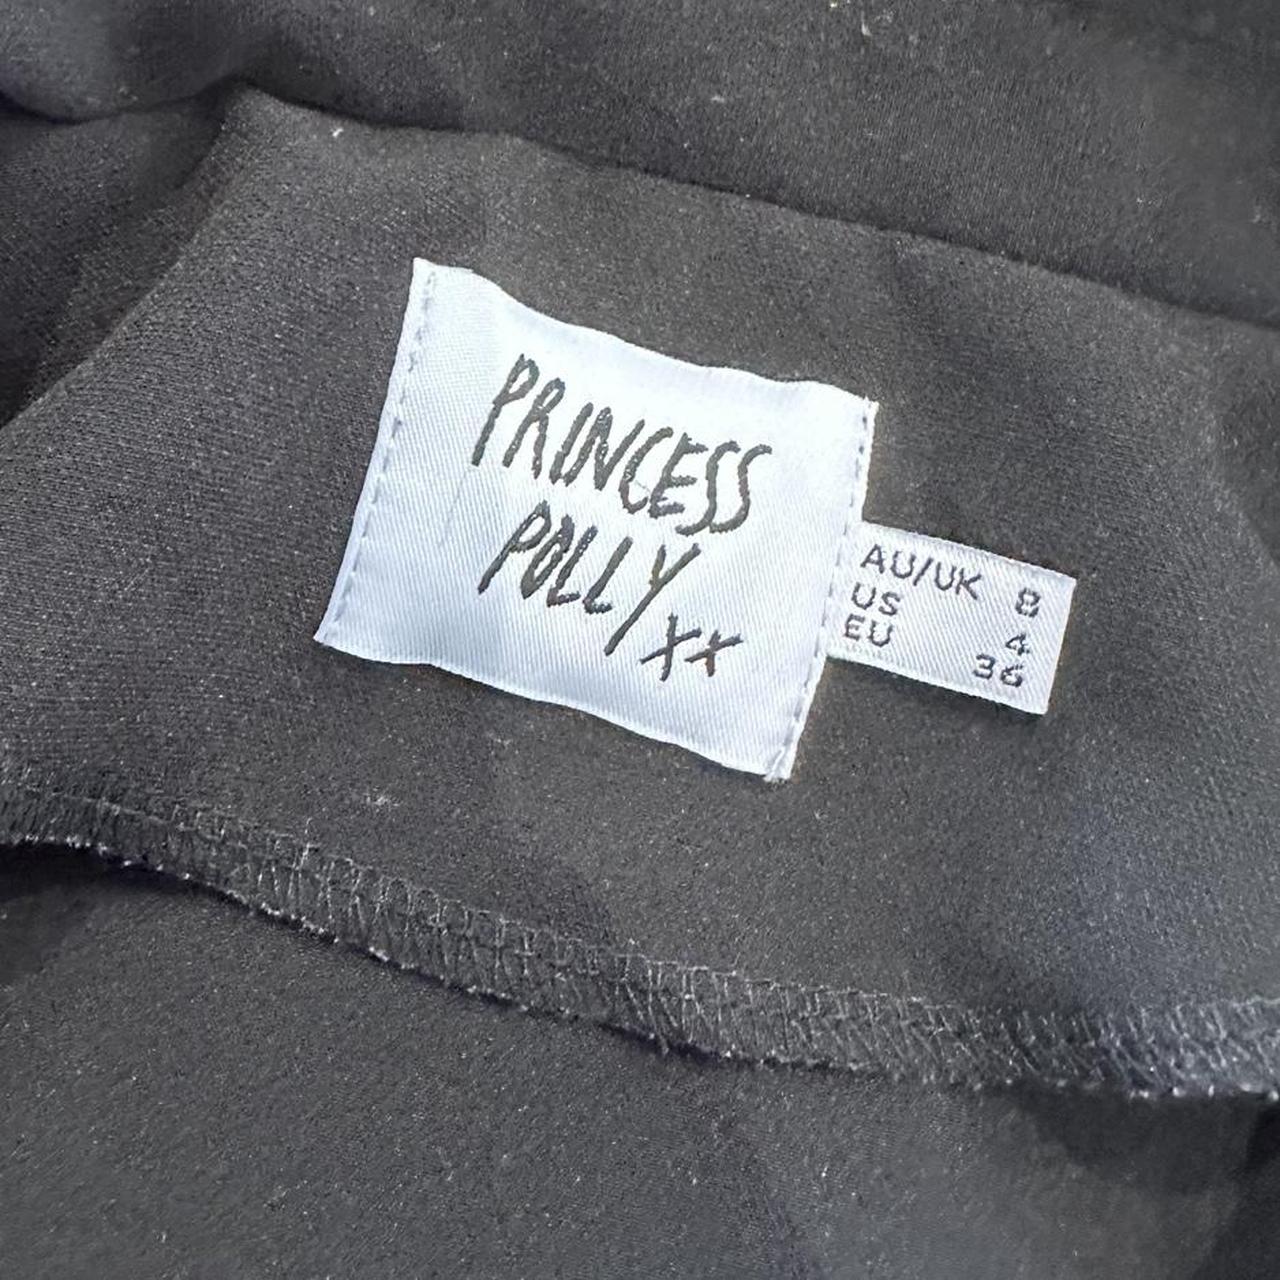 PRINCESS
POLLY xx
AU/UK 8
US 4
EU 36